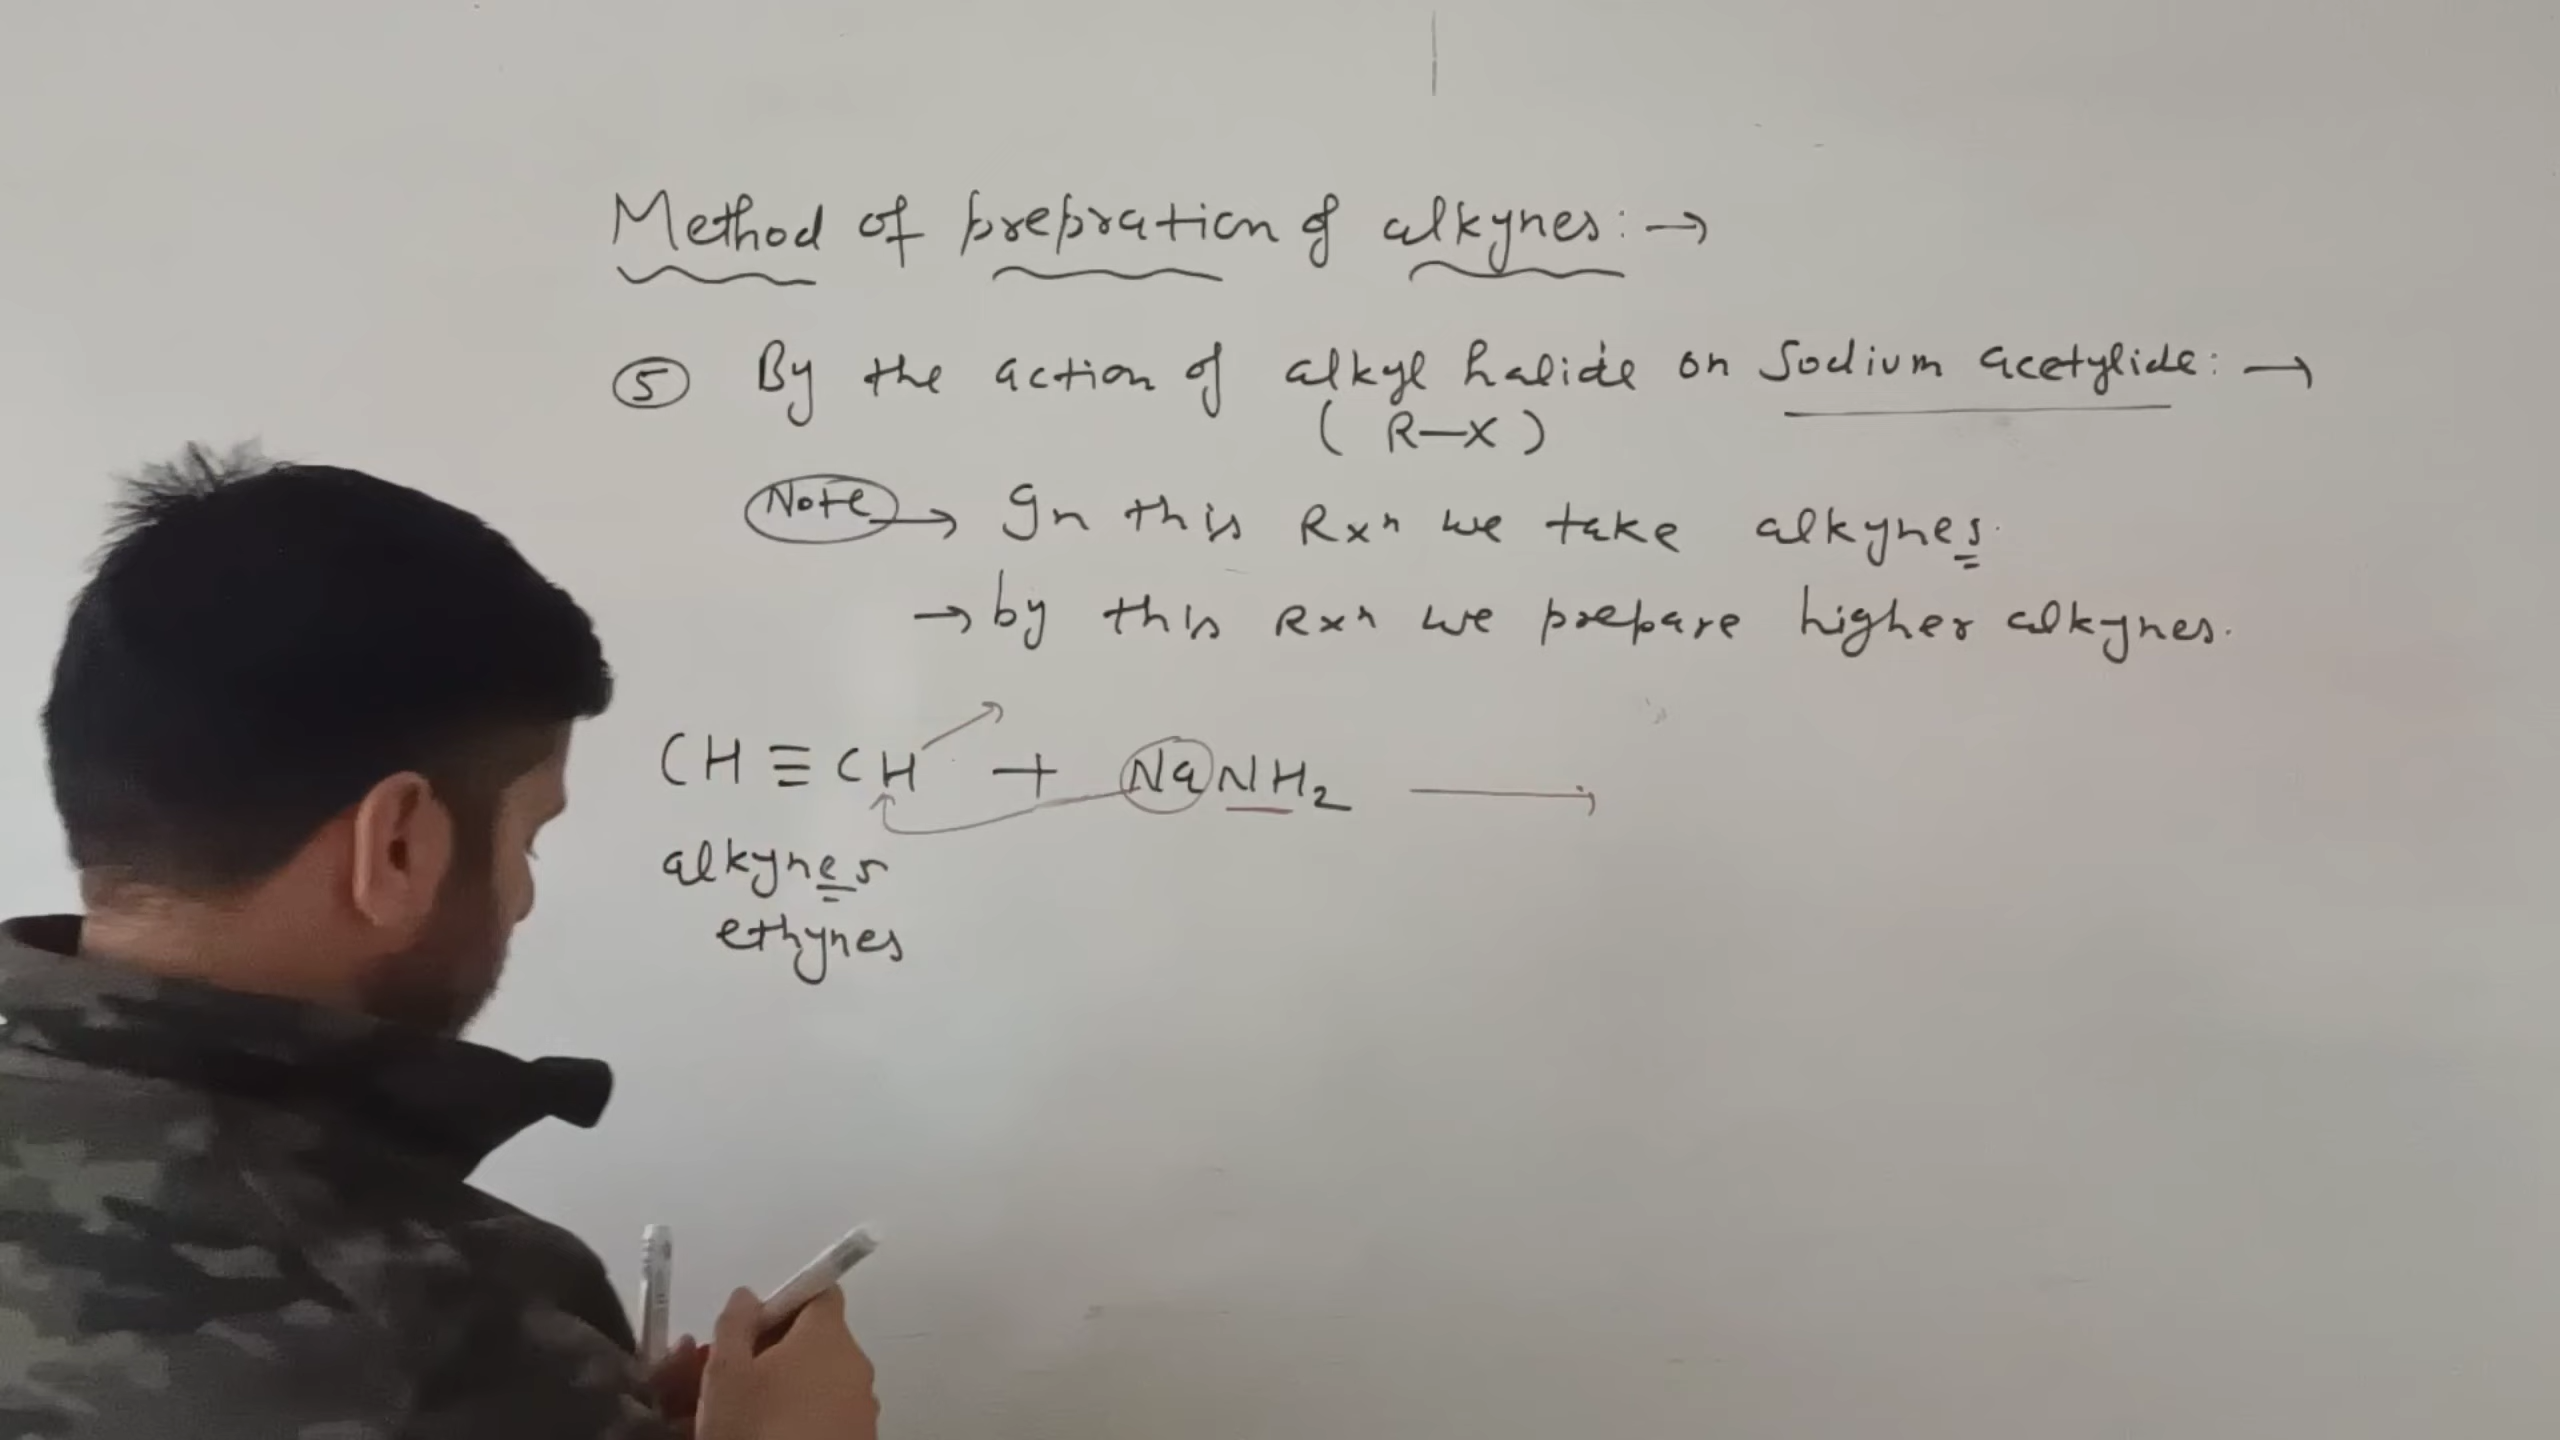 Method of prepration of alkynes:→
⑤ By the action of alkyl halide on Sodium acetylide:→
(R—X)
Note → In this Rxn we take alkynes.
→ by this Rxn we prepare higher alkynes.
CH≡CH + NaNH2 →
alkynes
ethynes